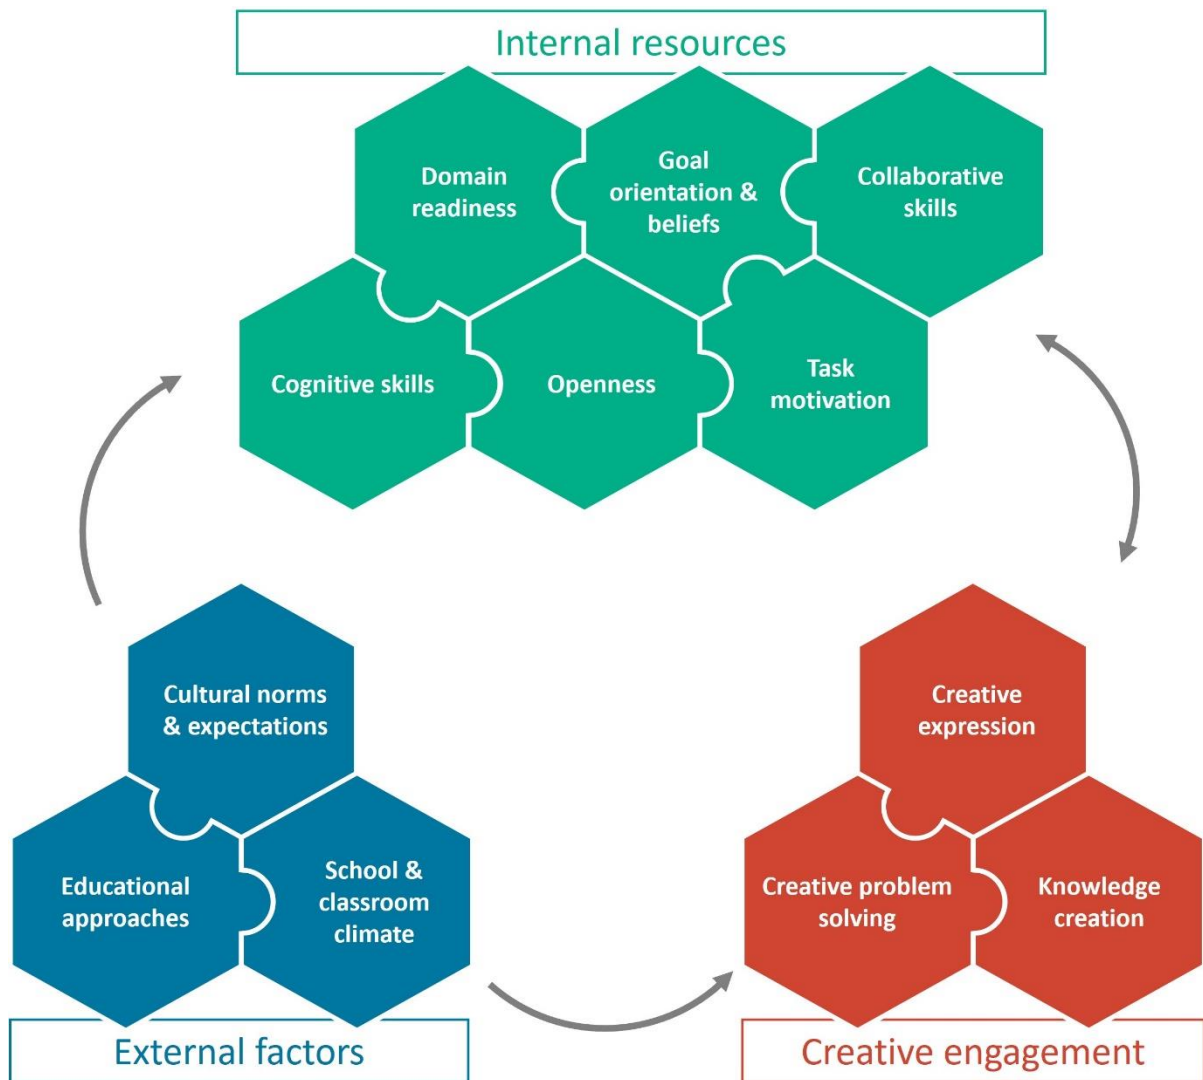 Internal resources
Domain
readiness
Goal
orientation &
beliefs
Collaborative
skills
Cognitive skills
Openness
Task
motivation
Cultural norms
& expectations
Educational
approaches
School &
classroom
climate
External factors
Creative
expression
Creative problem
solving
Knowledge
creation
Creative engagement